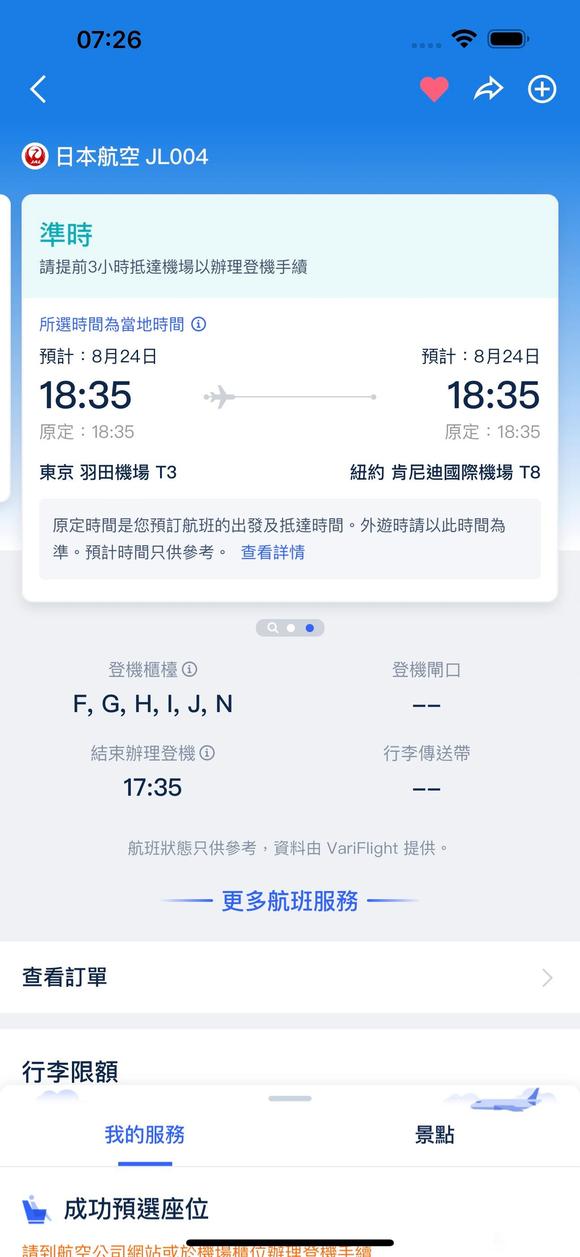 07:26
JAL
日本航空 JL004
準時
請提前3小時抵達機場以辦理登機手續
所選時間為當地時間
預計：8月24日 預計：8月24日
18:35 18:35
原定：18:35 原定：18:35
東京 羽田機場 T3 紐約 肯尼迪國際機場 T8
原定時間是您預訂航班的出發及抵達時間。外遊時請以此時間為
準。預計時間只供參考。 查看詳情
登機櫃檯 登機閘口
F, G, H, I, J, N --
結束辦理登機 行李傳送帶
17:35 --
航班狀態只供參考，資料由 VariFlight 提供。
更多航班服務
查看訂單
行李限額
我的服務 景點
成功預選座位
請到航空公司網站或於機場櫃位辦理登機手續